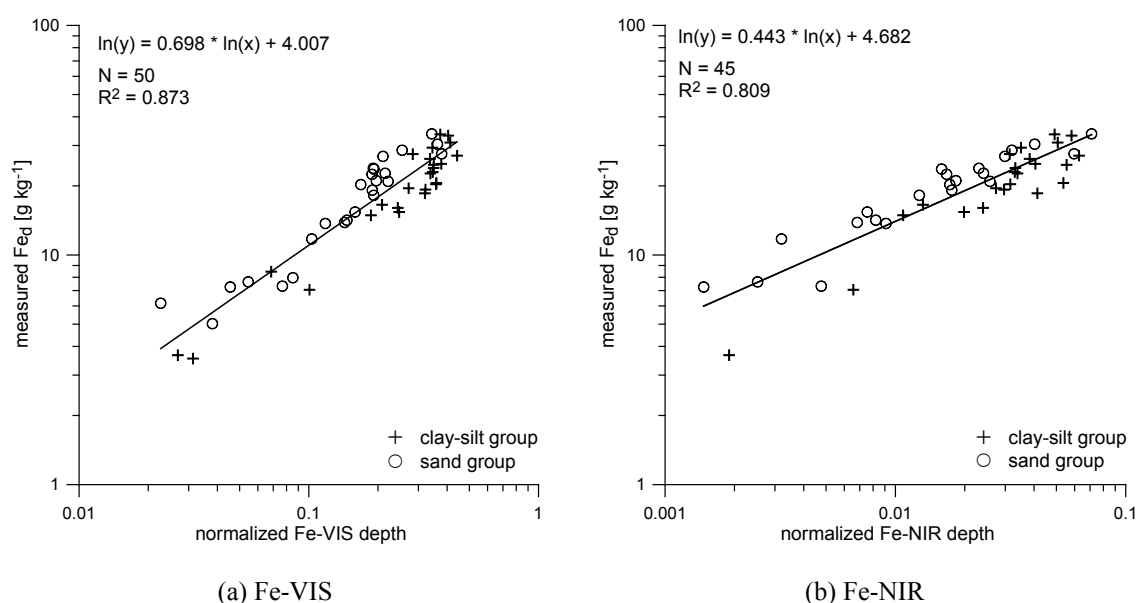 100
ln(y) = 0.698 * ln(x) + 4.007
N = 50
R² = 0.873
measured Fe_d [g kg⁻¹]
10
+ clay-silt group
○ sand group
1
0.01 0.1 1
normalized Fe-VIS depth
(a) Fe-VIS
100
ln(y) = 0.443 * ln(x) + 4.682
N = 45
R² = 0.809
measured Fe_d [g kg⁻¹]
10
+ clay-silt group
○ sand group
1
0.001 0.01 0.1
normalized Fe-NIR depth
(b) Fe-NIR